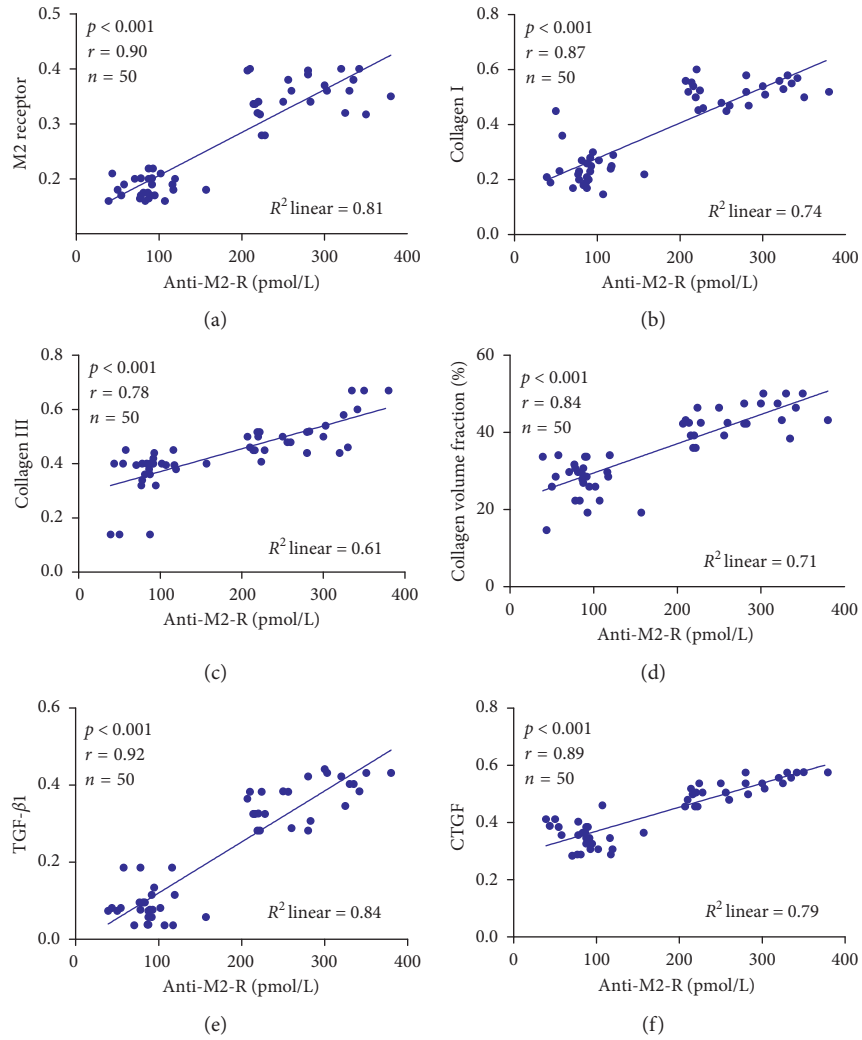 p < 0.001
r = 0.90
n = 50
M2 receptor
0.5
0.4
0.3
0.2
R² linear = 0.81
0 100 200 300 400
Anti-M2-R (pmol/L)
(a)
p < 0.001
r = 0.87
n = 50
Collagen I
0.8
0.6
0.4
0.2
0.0
R² linear = 0.74
0 100 200 300 400
Anti-M2-R (pmol/L)
(b)
p < 0.001
r = 0.78
n = 50
Collagen III
0.8
0.6
0.4
0.2
0.0
R² linear = 0.61
0 100 200 300 400
Anti-M2-R (pmol/L)
(c)
p < 0.001
r = 0.84
n = 50
Collagen volume fraction (%)
60
40
20
0
R² linear = 0.71
0 100 200 300 400
Anti-M2-R (pmol/L)
(d)
p < 0.001
r = 0.92
n = 50
TGF-β1
0.6
0.4
0.2
0.0
R² linear = 0.84
0 100 200 300 400
Anti-M2-R (pmol/L)
(e)
p < 0.001
r = 0.89
n = 50
CTGF
0.8
0.6
0.4
0.2
0.0
R² linear = 0.79
0 100 200 300 400
Anti-M2-R (pmol/L)
(f)